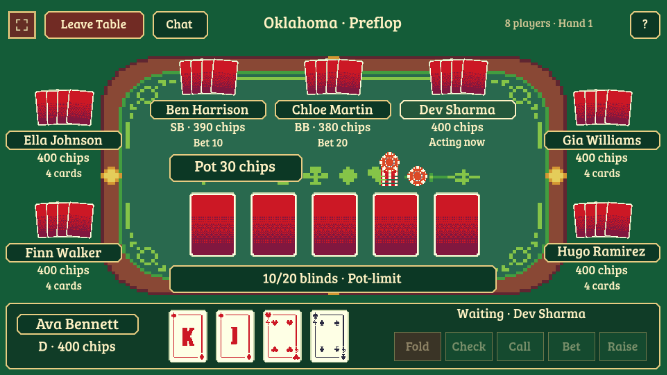 Leave Table
Chat
Oklahoma · Preflop
8 players · Hand 1
?
Ben Harrison
SB · 390 chips
Bet 10
Chloe Martin
BB · 380 chips
Bet 20
Dev Sharma
400 chips
Acting now
Ella Johnson
400 chips
4 cards
Gia Williams
400 chips
4 cards
Pot 30 chips
Finn Walker
400 chips
4 cards
Hugo Ramirez
400 chips
4 cards
10/20 blinds · Pot-limit
Ava Bennett
D · 400 chips
K
Waiting · Dev Sharma
Fold
Check
Call
Bet
Raise